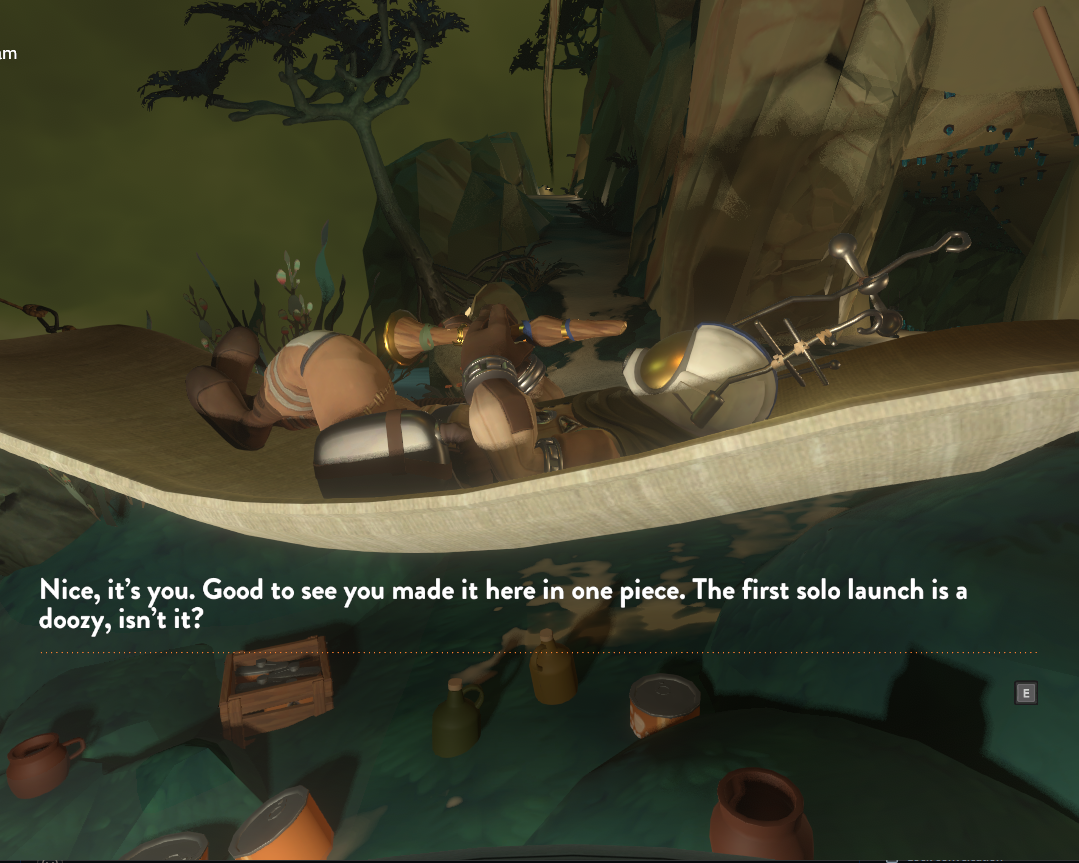 am
Nice, it's you. Good to see you made it here in one piece. The first solo launch is a
doozy, isn't it?
E